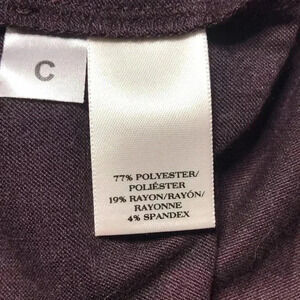 C
77% POLYESTER/
POLIÉSTER
19% RAYON/RAYÓN/
RAYONNE
4% SPANDEX